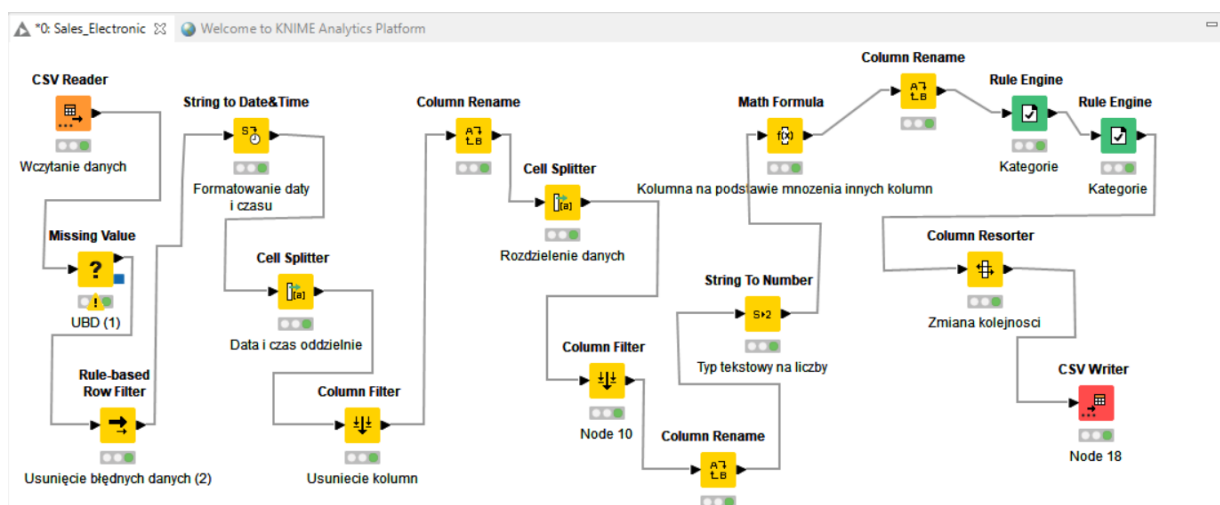 *0: Sales_Electronic
Welcome to KNIME Analytics Platform
CSV Reader
Wczytanie danych
Missing Value
?
UBD (1)
Rule-based
Row Filter
Usunięcie błędnych danych (2)
String to Date&Time
S
Formatowanie daty
i czasu
Cell Splitter
[a]
Data i czas oddzielnie
Column Filter
Usuniecie kolumn
Column Rename
A
B
Cell Splitter
[a]
Rozdzielenie danych
Column Filter
Node 10
Column Rename
A
B
String To Number
S 2
Typ tekstowy na liczby
Math Formula
f(x)
Kolumna na podstawie mnozenia innych kolumn
Column Rename
A
B
Rule Engine
Kategorie
Rule Engine
Kategorie
Column Resorter
Zmiana kolejnosci
CSV Writer
Node 18